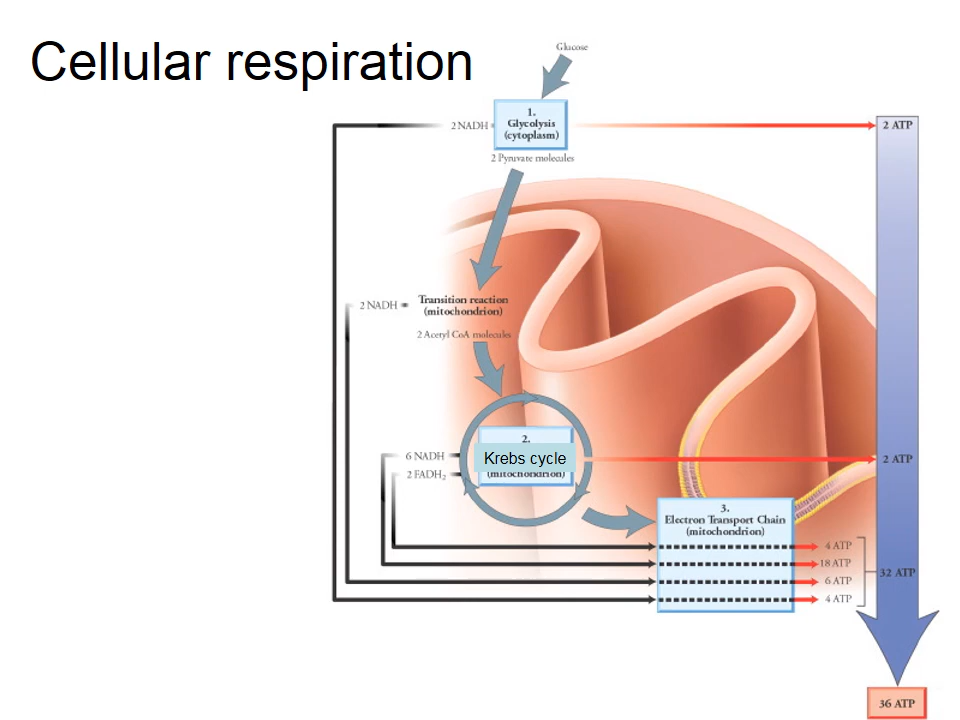 Cellular respiration
Glucose
1.
Glycolysis
(cytoplasm)
2 NADH
2 ATP
2 Pyruvate molecules
2 NADH
Transition reaction
(mitochondrion)
2 Acetyl CoA molecules
2.
Krebs cycle
(mitochondrion)
6 NADH
2 FADH₂
2 ATP
3.
Electron Transport Chain
(mitochondrion)
4 ATP
18 ATP
6 ATP
4 ATP
32 ATP
36 ATP